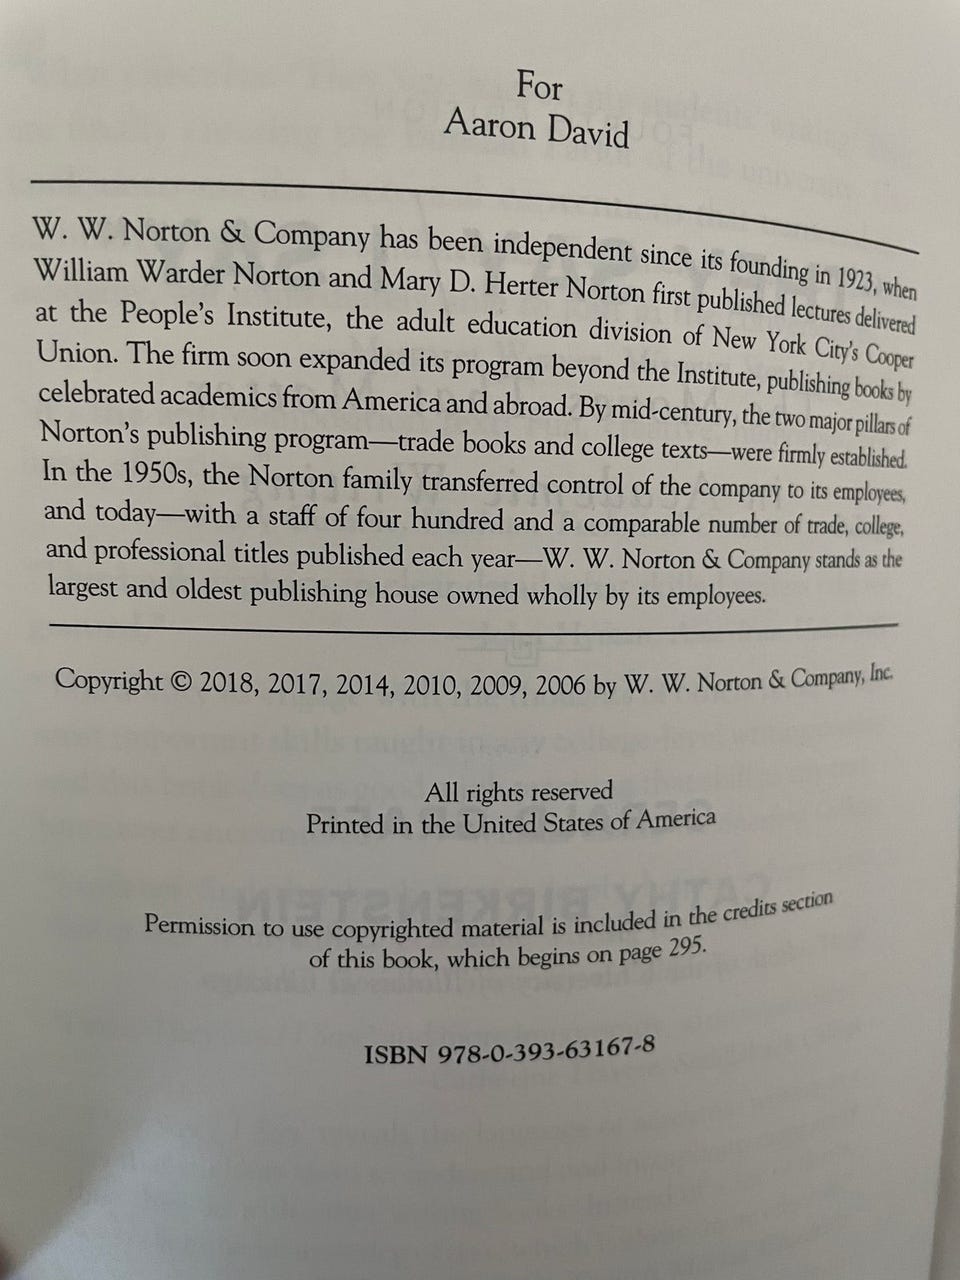 For
Aaron David
W. W. Norton & Company has been independent since its founding in 1923, when
William Warder Norton and Mary D. Herter Norton first published lectures delivered
at the People's Institute, the adult education division of New York City's Cooper
Union. The firm soon expanded its program beyond the Institute, publishing books by
celebrated academics from America and abroad. By mid-century, the two major pillars of
Norton's publishing program—trade books and college texts—were firmly established.
In the 1950s, the Norton family transferred control of the company to its employees,
and today—with a staff of four hundred and a comparable number of trade, college,
and professional titles published each year—W. W. Norton & Company stands as the
largest and oldest publishing house owned wholly by its employees.
Copyright © 2018, 2017, 2014, 2010, 2009, 2006 by W. W. Norton & Company, Inc.
All rights reserved
Printed in the United States of America
Permission to use copyrighted material is included in the credits section
of this book, which begins on page 295.
ISBN 978-0-393-63167-8